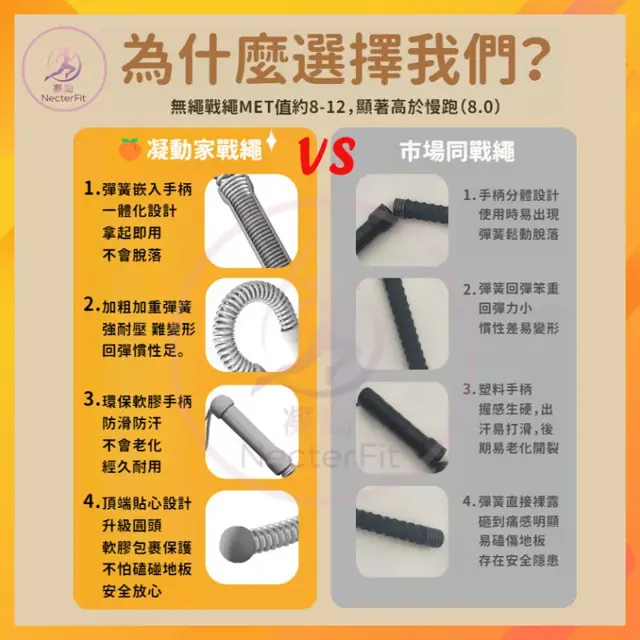 為什麼選擇我們?
NecterFit
無繩戰繩MET值約8-12,顯著高於慢跑(8.0)
凝動家戰繩
VS
市場同戰繩
1.彈簧嵌入手柄
一體化設計
拿起即用
不會脫落
1.手柄分體設計
使用時易出現
彈簧鬆動脫落
2.加粗加重彈簧
強耐壓 難變形
回彈慣性足。
2.彈簧回彈笨重
回彈力小
慣性差易變形
3.環保軟膠手柄
防滑防汗
不會老化
經久耐用
3.塑料手柄
握感生硬,出
汗易打滑,後
期易老化開裂
NecterFit
4.頂端貼心設計
升級圓頭
軟膠包裹保護
不怕磕碰地板
安全放心
4.彈簧直接裸露
砸到痛感明顯
易磕傷地板
存在安全隱患